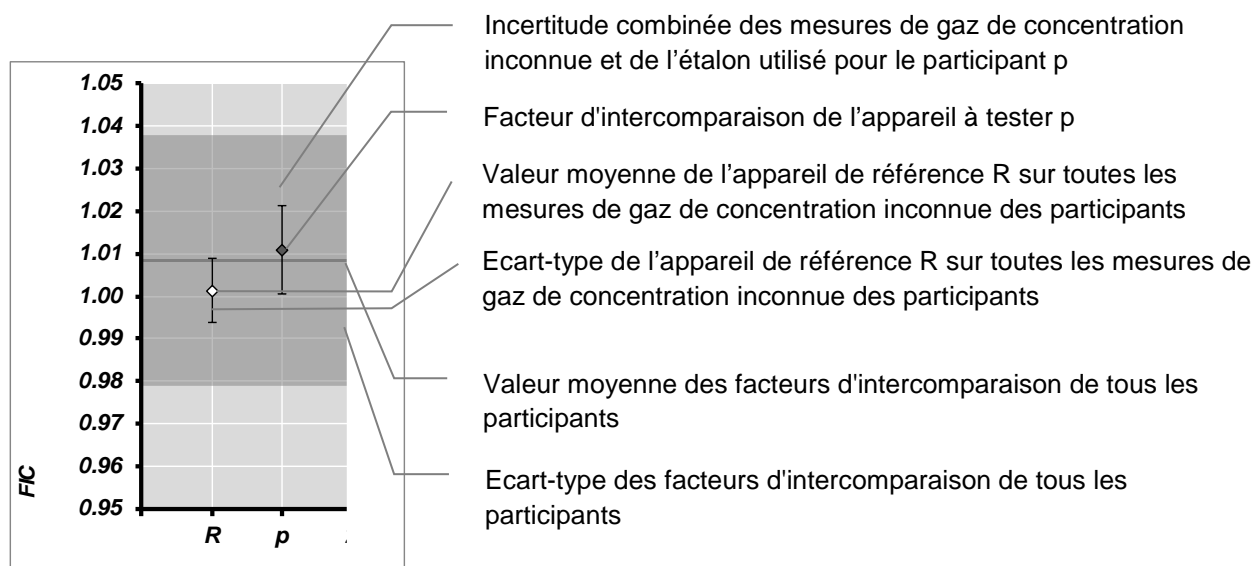 Incertitude combinée des mesures de gaz de concentration
inconnue et de l'étalon utilisé pour le participant p
Facteur d'intercomparaison de l'appareil à tester p
Valeur moyenne de l'appareil de référence R sur toutes les
mesures de gaz de concentration inconnue des participants
Ecart-type de l'appareil de référence R sur toutes les mesures de
gaz de concentration inconnue des participants
Valeur moyenne des facteurs d'intercomparaison de tous les
participants
Ecart-type des facteurs d'intercomparaison de tous les
participants
1.05
1.04
1.03
1.02
1.01
1.00
0.99
0.98
0.97
0.96
0.95
FIC
R p